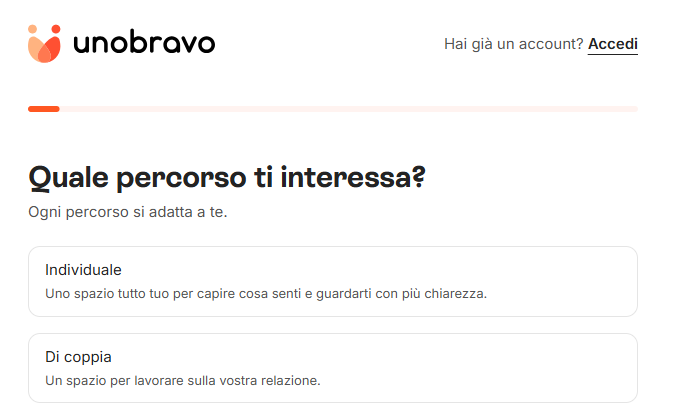 unobravo
Hai già un account? Accedi
Quale percorso ti interessa?
Ogni percorso si adatta a te.
Individuale
Uno spazio tutto tuo per capire cosa senti e guardarti con più chiarezza.
Di coppia
Un spazio per lavorare sulla vostra relazione.